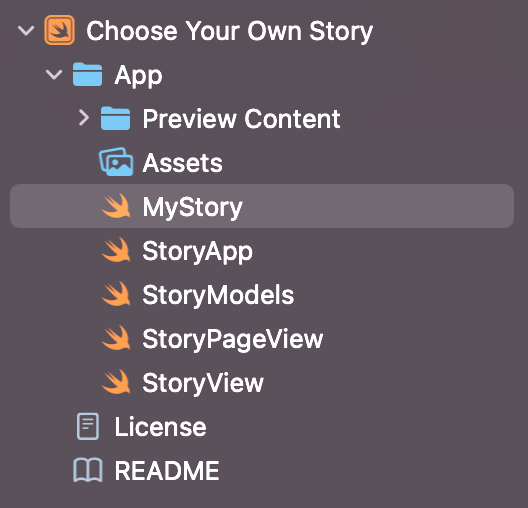 Choose Your Own Story
App
Preview Content
Assets
MyStory
StoryApp
StoryModels
StoryPageView
StoryView
License
README